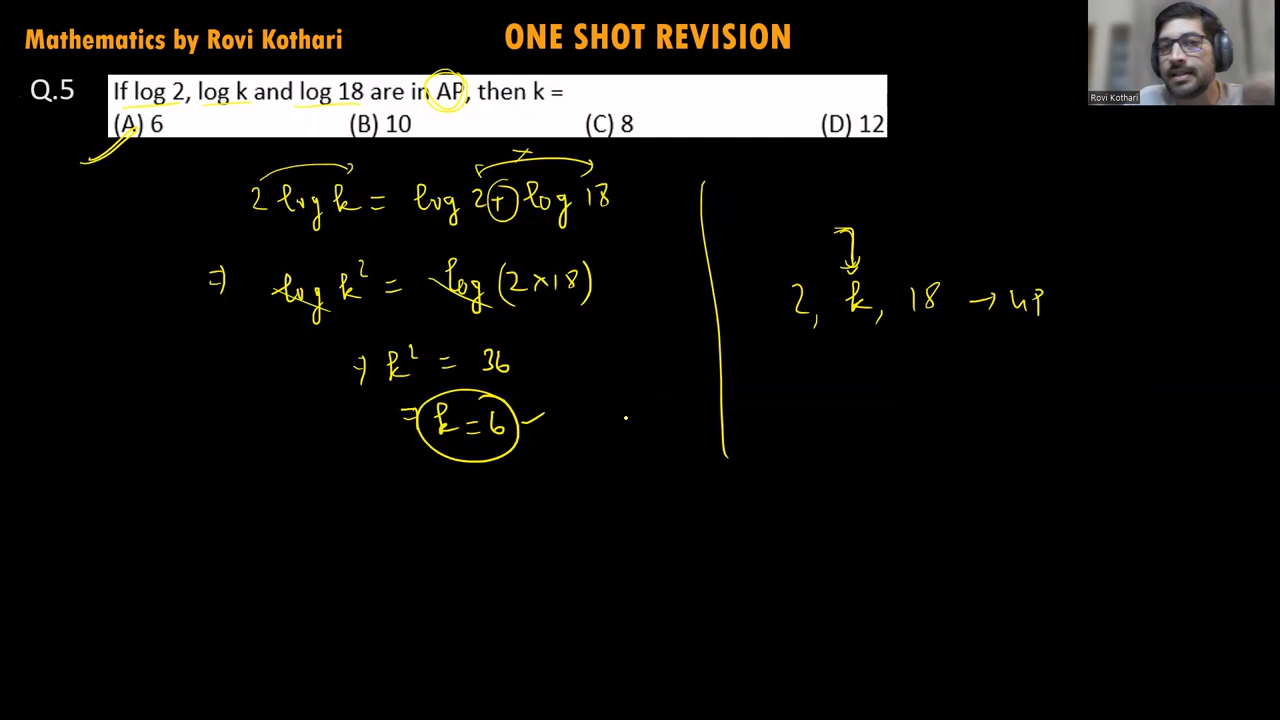 Mathematics by Rovi Kothari
ONE SHOT REVISION
Rovi Kothari
Q.5
If log 2, log k and log 18 are in AP, then k =
(A) 6 (B) 10 (C) 8 (D) 12
2 log k = log 2 + log 18
⇒ log k² = log (2×18)
⇒ k² = 36
⇒ k = 6
2, k, 18 →